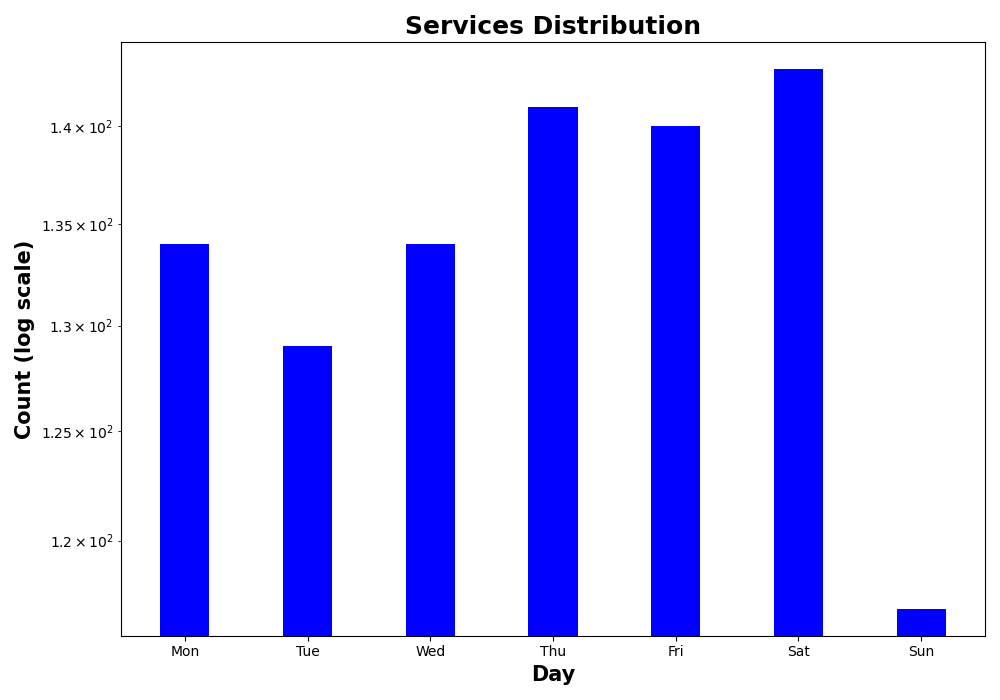 Services Distribution
Count (log scale)
1.4 × 10²
1.35 × 10²
1.3 × 10²
1.25 × 10²
1.2 × 10²
Mon Tue Wed Thu Fri Sat Sun
Day